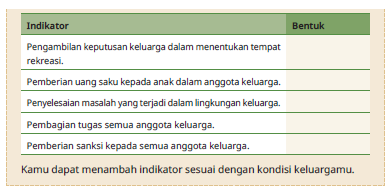 Indikator Bentuk
Pengambilan keputusan keluarga dalam menentukan tempat
rekreasi.
Pemberian uang saku kepada anak dalam anggota keluarga.
Penyelesaian masalah yang terjadi dalam lingkungan keluarga.
Pembagian tugas semua anggota keluarga.
Pemberian sanksi kepada semua anggota keluarga.
Kamu dapat menambah indikator sesuai dengan kondisi keluargamu.